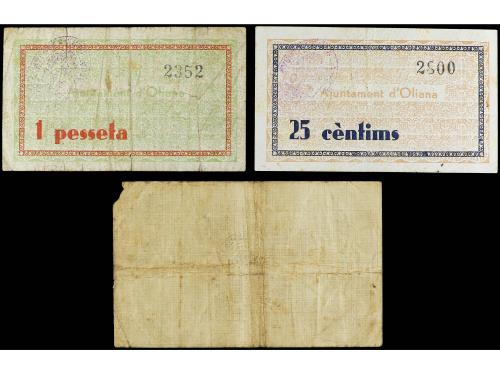 2352
Ajuntament d'Oliana
1 pesseta
2800
Ajuntament d'Oliana
25 cèntims